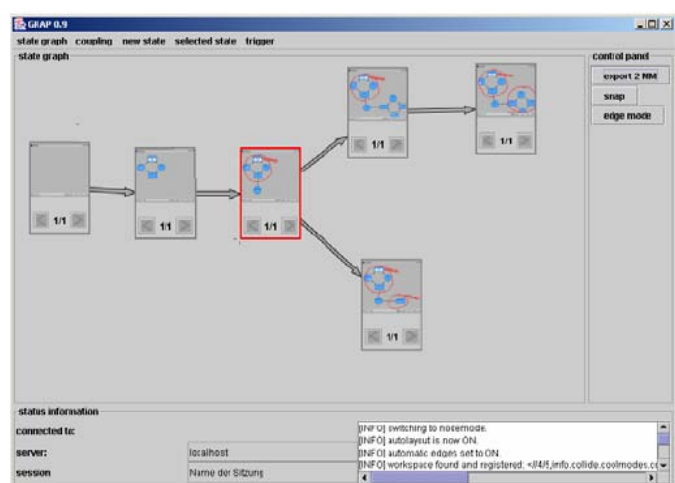 GRAP 0.9
state graph coupling new state selected state trigger
state graph
control panel
export 2 NM
snap
edge mode
1/1
1/1
1/1
1/1
1/1
1/1
status information
connected to:
server:
localhost
session
Name der Sitzung
[INFO] switching to nosemode.
[INFO] autolayout is now ON.
[INFO] automatic edges set to ON.
[INFO] workspace found and registered: